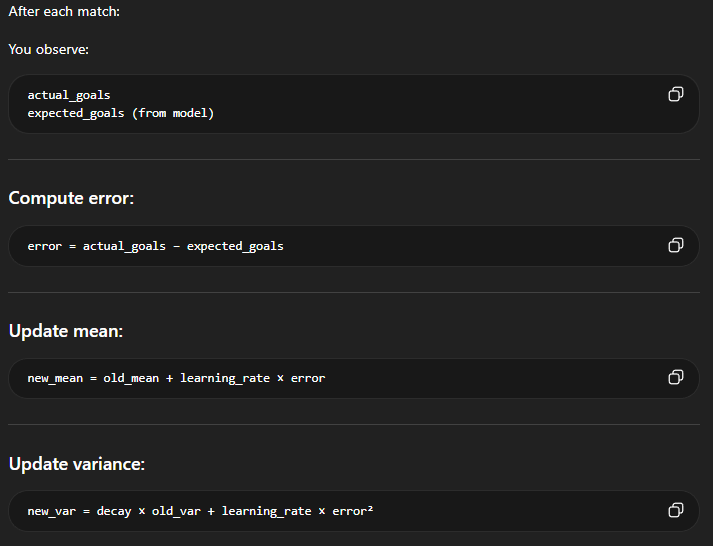 After each match:
You observe:
actual_goals
expected_goals (from model)
Compute error:
error = actual_goals − expected_goals
Update mean:
new_mean = old_mean + learning_rate × error
Update variance:
new_var = decay × old_var + learning_rate × error²